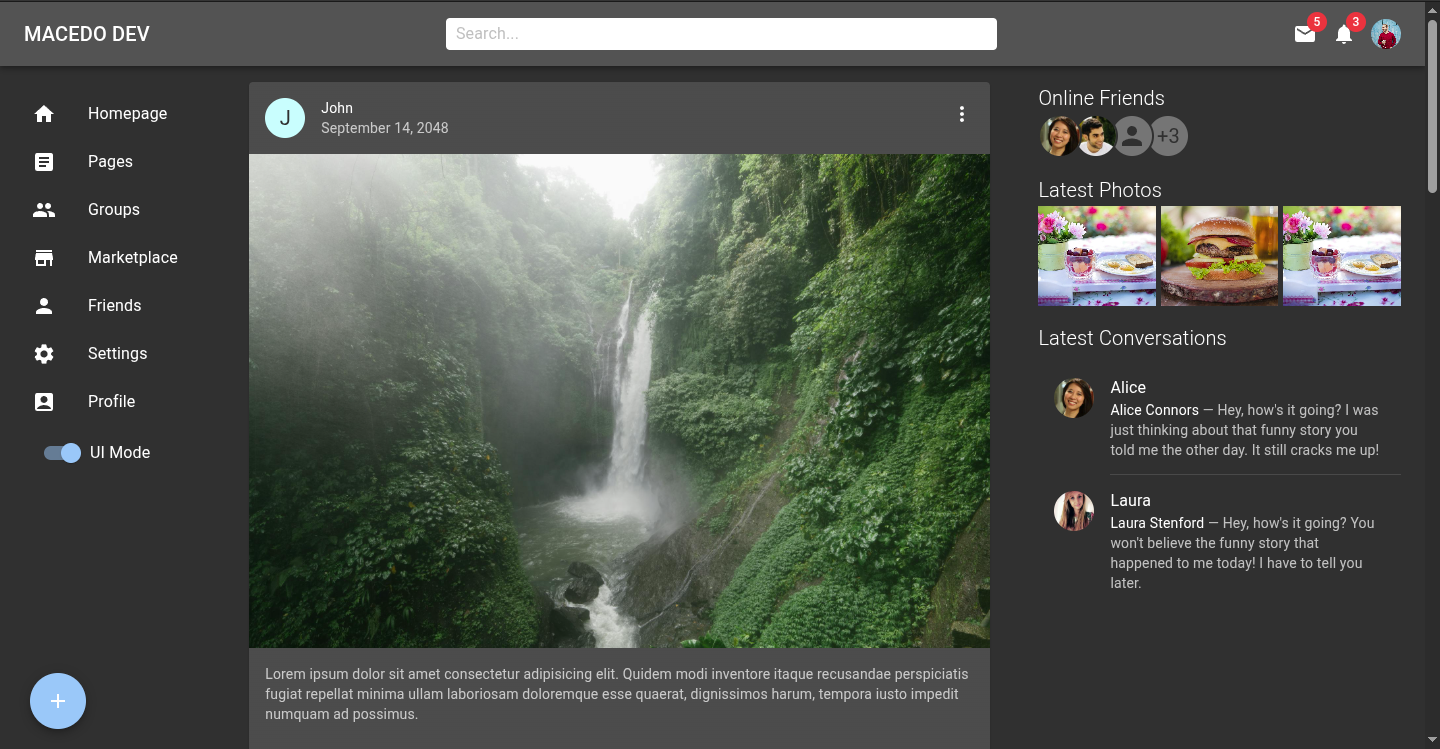 MACEDO DEV
Search...
5
3
Homepage
Pages
Groups
Marketplace
Friends
Settings
Profile
UI Mode
J
John
September 14, 2048
Lorem ipsum dolor sit amet consectetur adipisicing elit. Quidem modi inventore itaque recusandae perspiciatis
fugiat repellat minima ullam laboriosam doloremque esse quaerat, dignissimos harum, tempora iusto impedit
numquam ad possimus.
Online Friends
+3
Latest Photos
Latest Conversations
Alice
Alice Connors — Hey, how's it going? I was
just thinking about that funny story you
told me the other day. It still cracks me up!
Laura
Laura Stenford — Hey, how's it going? You
won't believe the funny story that
happened to me today! I have to tell you
later.